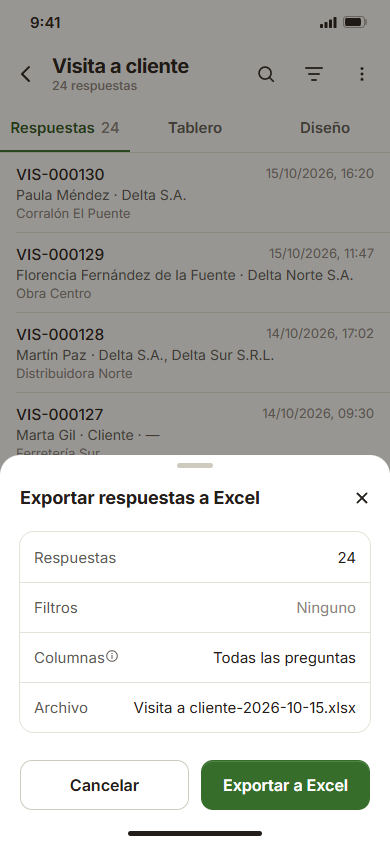 9:41
Visita a cliente
24 respuestas
Respuestas 24
Tablero
Diseño
VIS-000130
15/10/2026, 16:20
Paula Méndez · Delta S.A.
Corralón El Puente
VIS-000129
15/10/2026, 11:47
Florencia Fernández de la Fuente · Delta Norte S.A.
Obra Centro
VIS-000128
14/10/2026, 17:02
Martín Paz · Delta S.A., Delta Sur S.R.L.
Distribuidora Norte
VIS-000127
14/10/2026, 09:30
Marta Gil · Cliente · —
Ferretería Sur
Exportar respuestas a Excel
Respuestas
24
Filtros
Ninguno
Columnas
Todas las preguntas
Archivo
Visita a cliente-2026-10-15.xlsx
Cancelar
Exportar a Excel